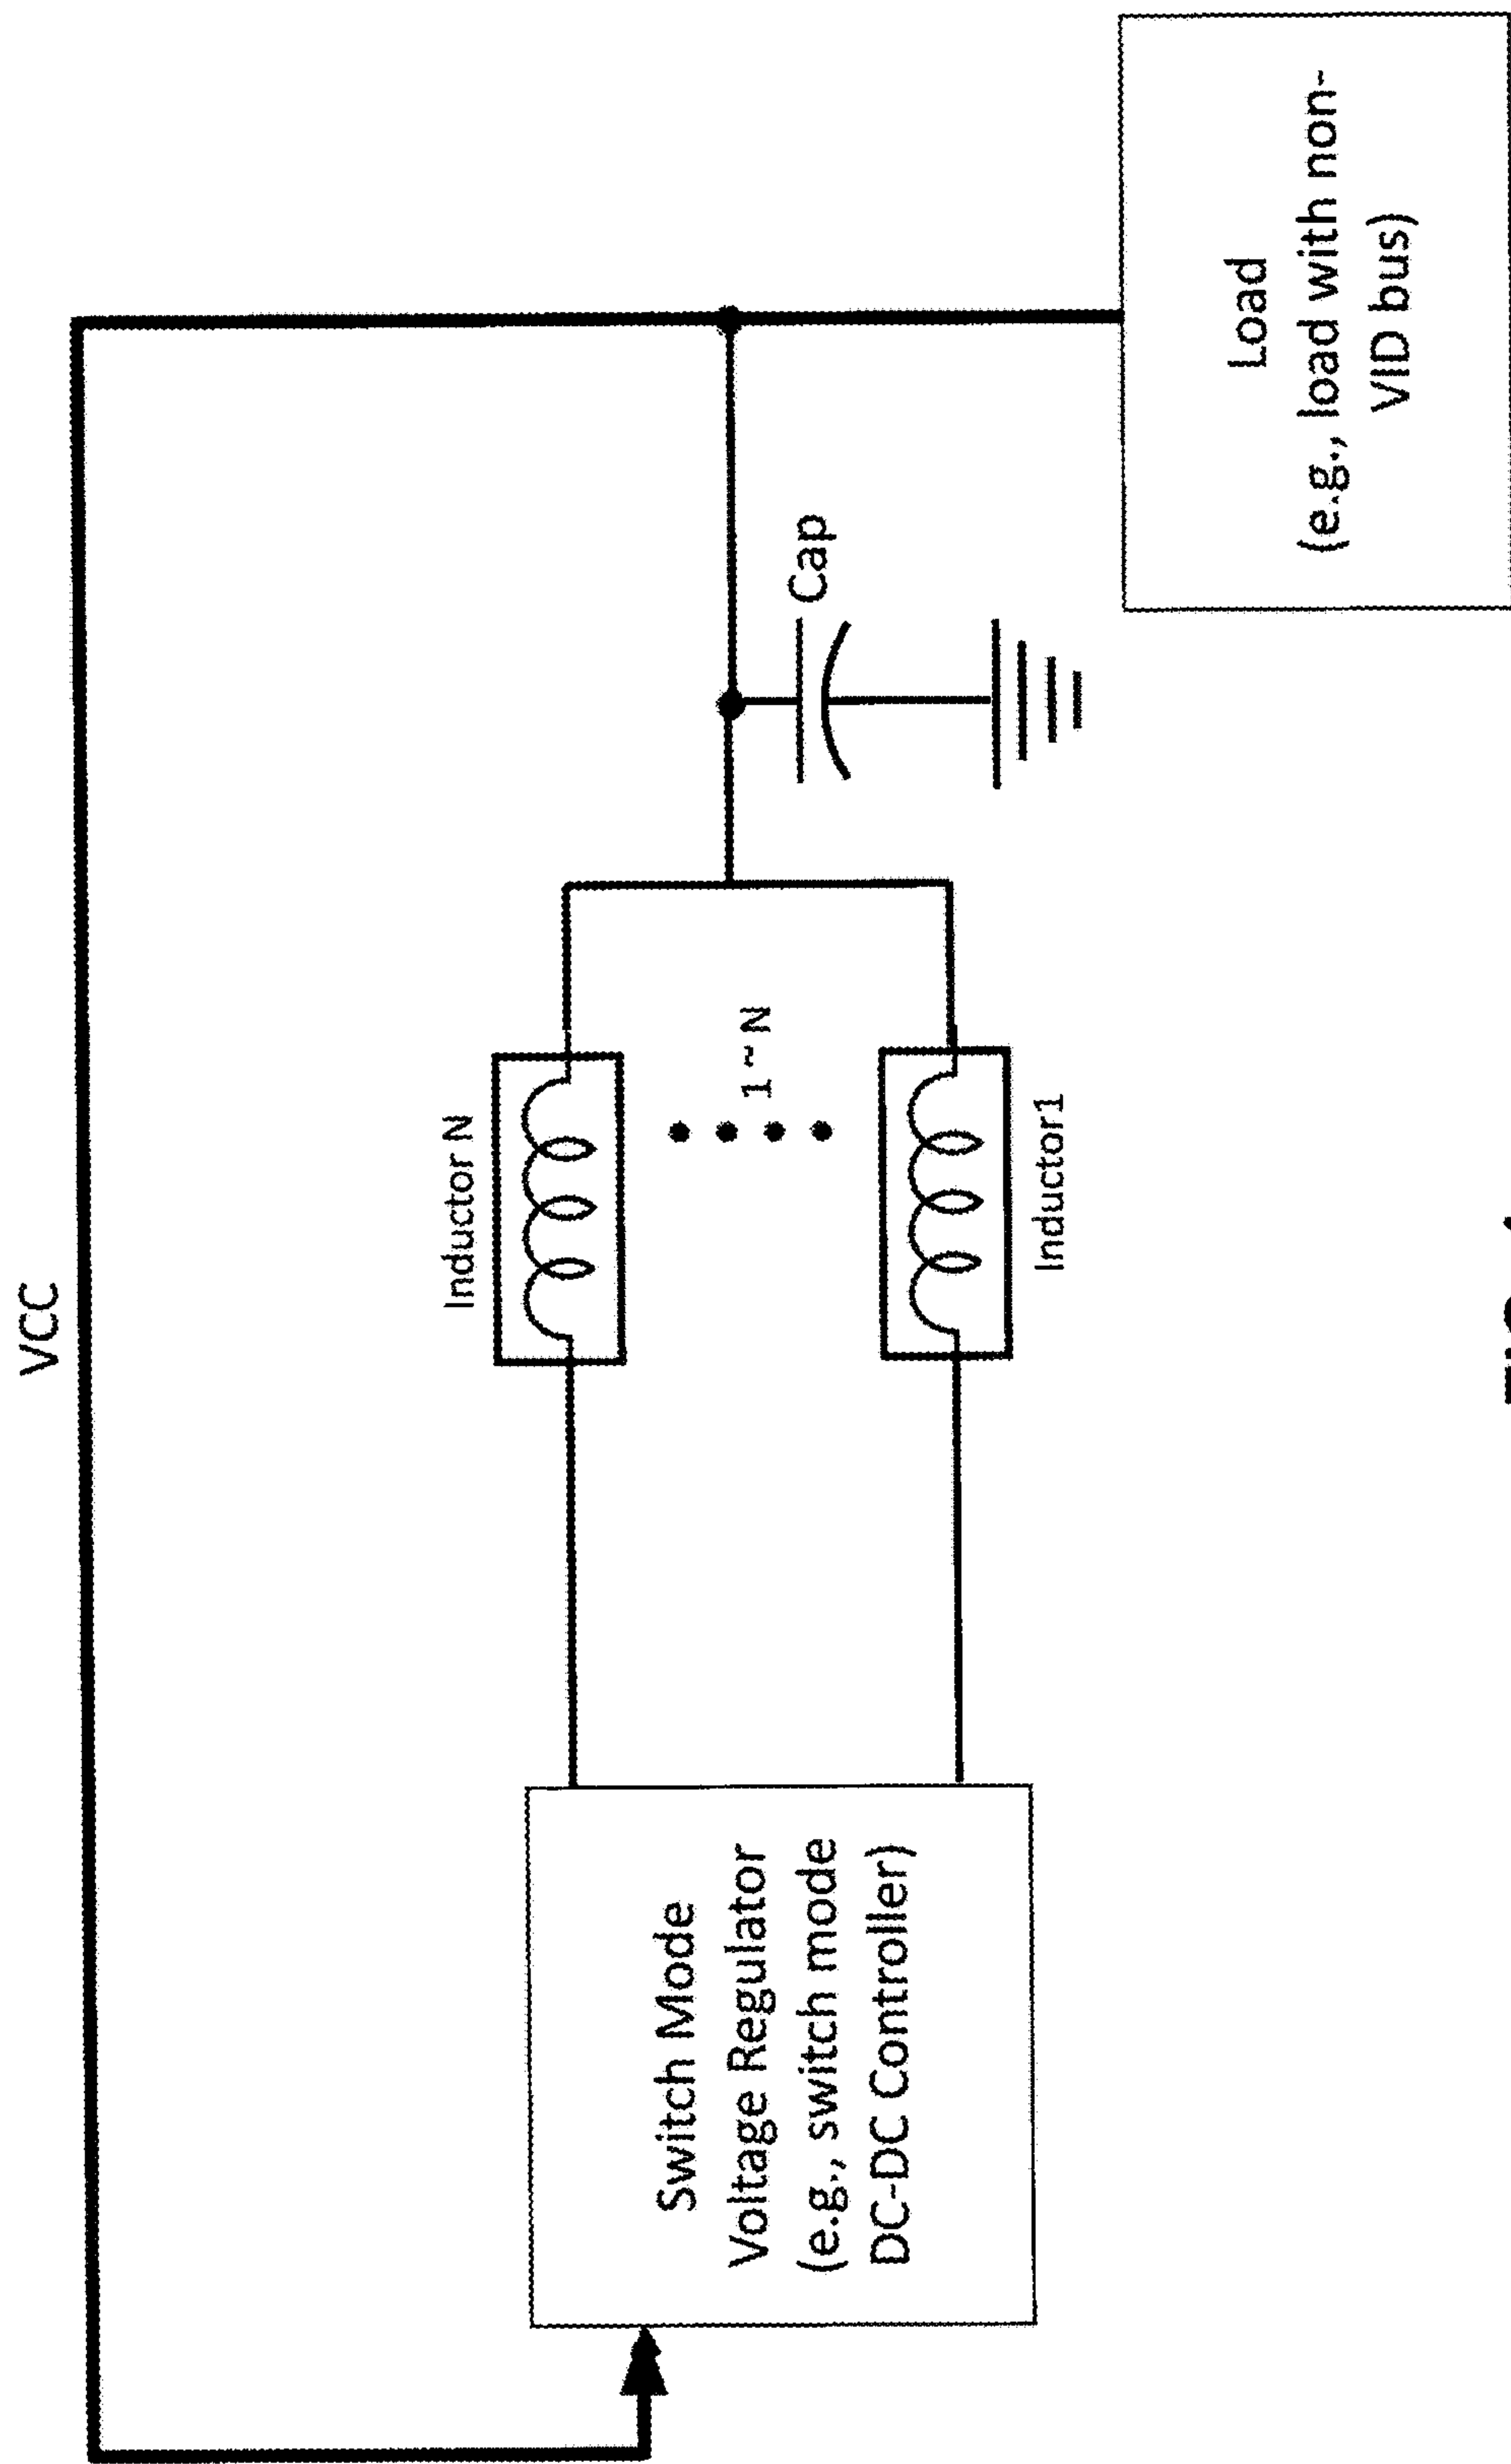 VCC
Switch Mode
Voltage Regulator
(e.g., switch mode
DC-DC Controller)
Inductor N
1 ~ N
Inductor1
Cap
Load
(e.g., load with non-
VID bus)